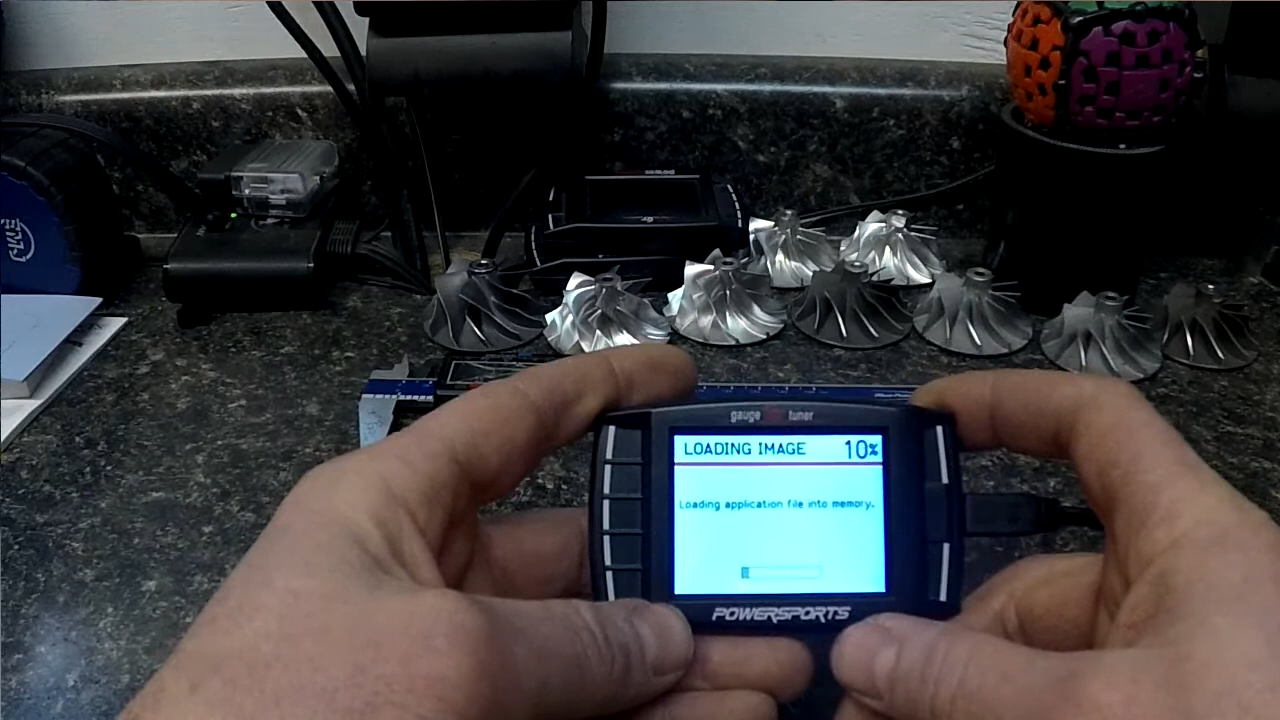 gauge tuner
LOADING IMAGE 10%
Loading application file into memory.
POWERSPORTS